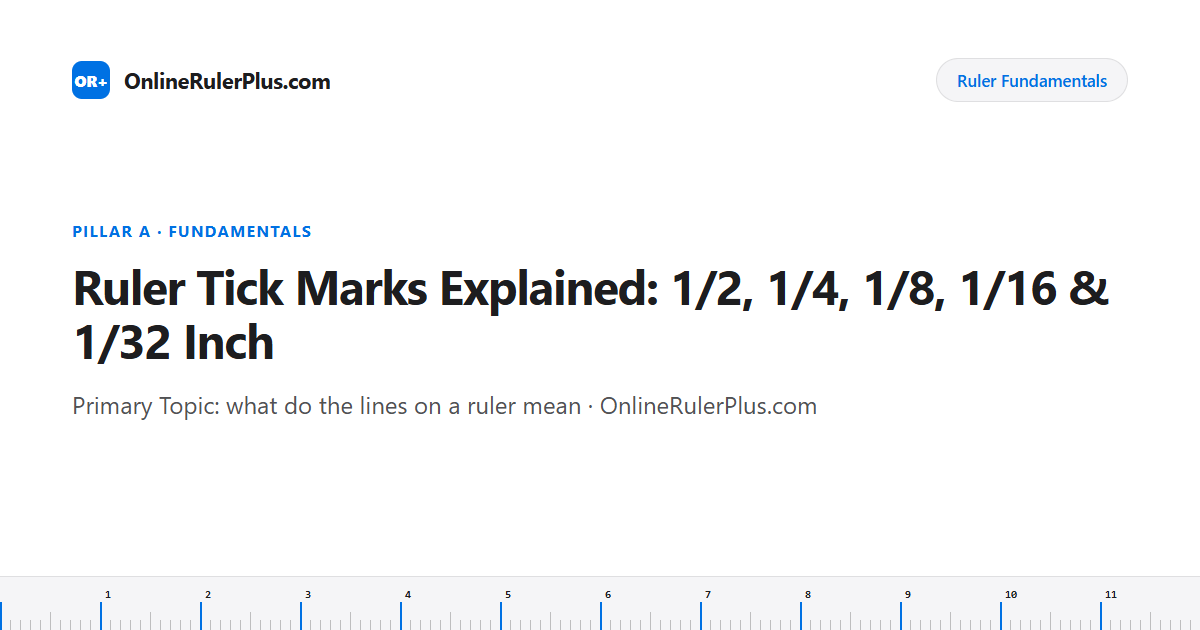 OR+ OnlineRulerPlus.com
Ruler Fundamentals
PILLAR A · FUNDAMENTALS
Ruler Tick Marks Explained: 1/2, 1/4, 1/8, 1/16 &
1/32 Inch
Primary Topic: what do the lines on a ruler mean · OnlineRulerPlus.com
1 2 3 4 5 6 7 8 9 10 11